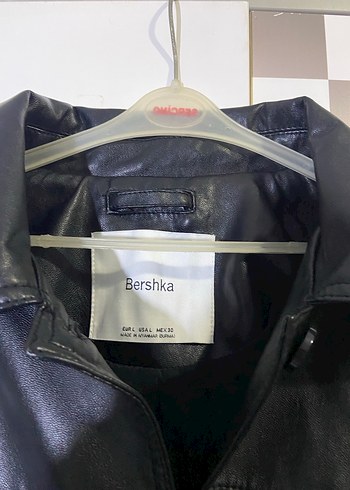 Bershka
EUR L USA L MEX 30
MADE IN MYANMAR (BURMA)